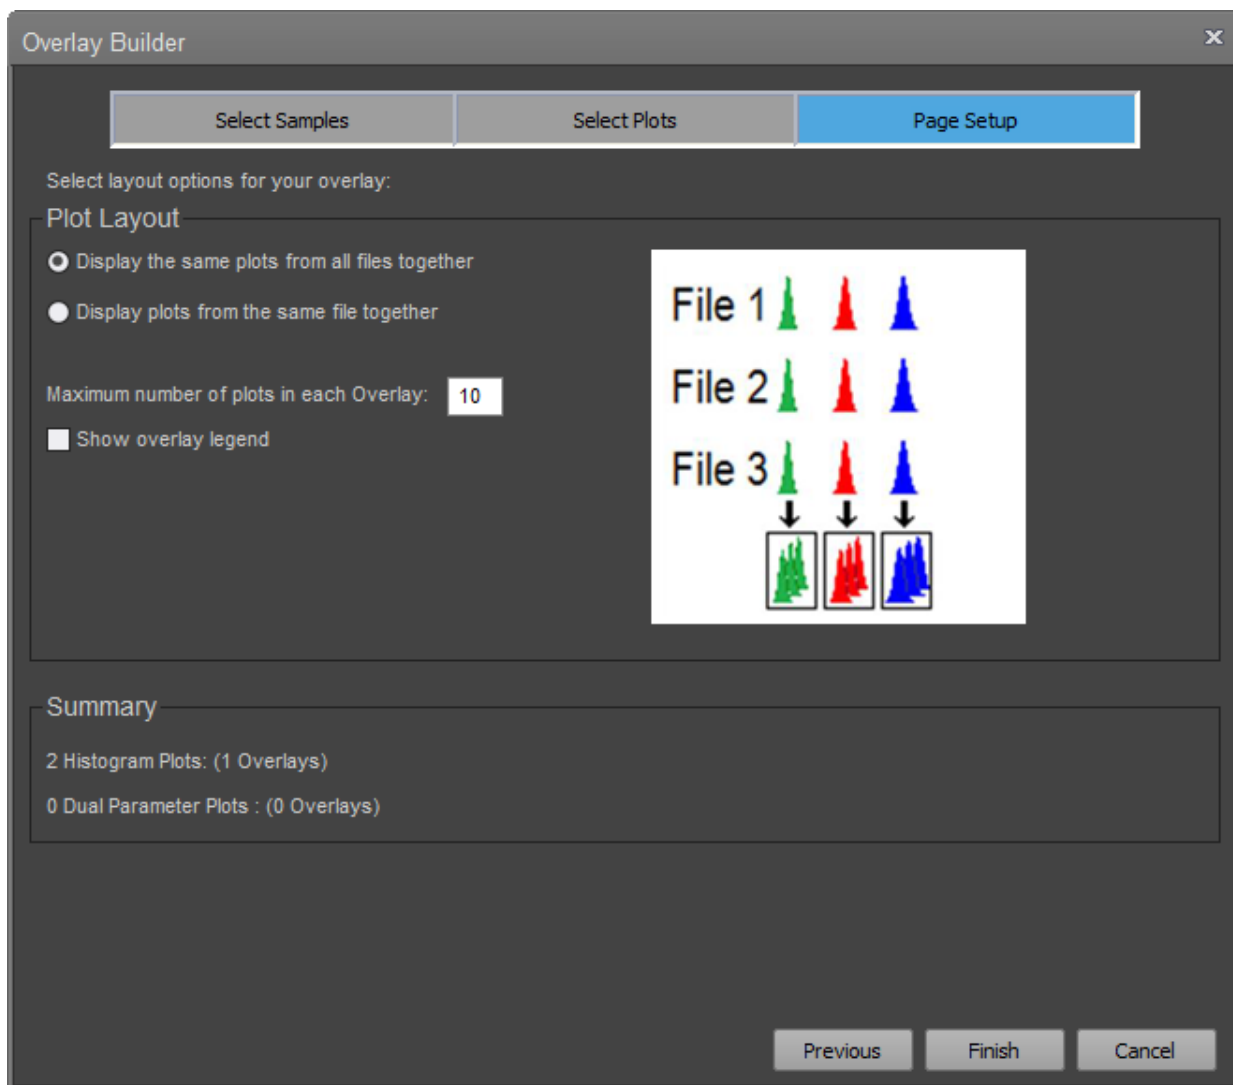 Overlay Builder
Select Samples
Select Plots
Page Setup
Select layout options for your overlay:
Plot Layout
Display the same plots from all files together
Display plots from the same file together
Maximum number of plots in each Overlay: 10
Show overlay legend
File 1
File 2
File 3
Summary
2 Histogram Plots: (1 Overlays)
0 Dual Parameter Plots : (0 Overlays)
Previous
Finish
Cancel